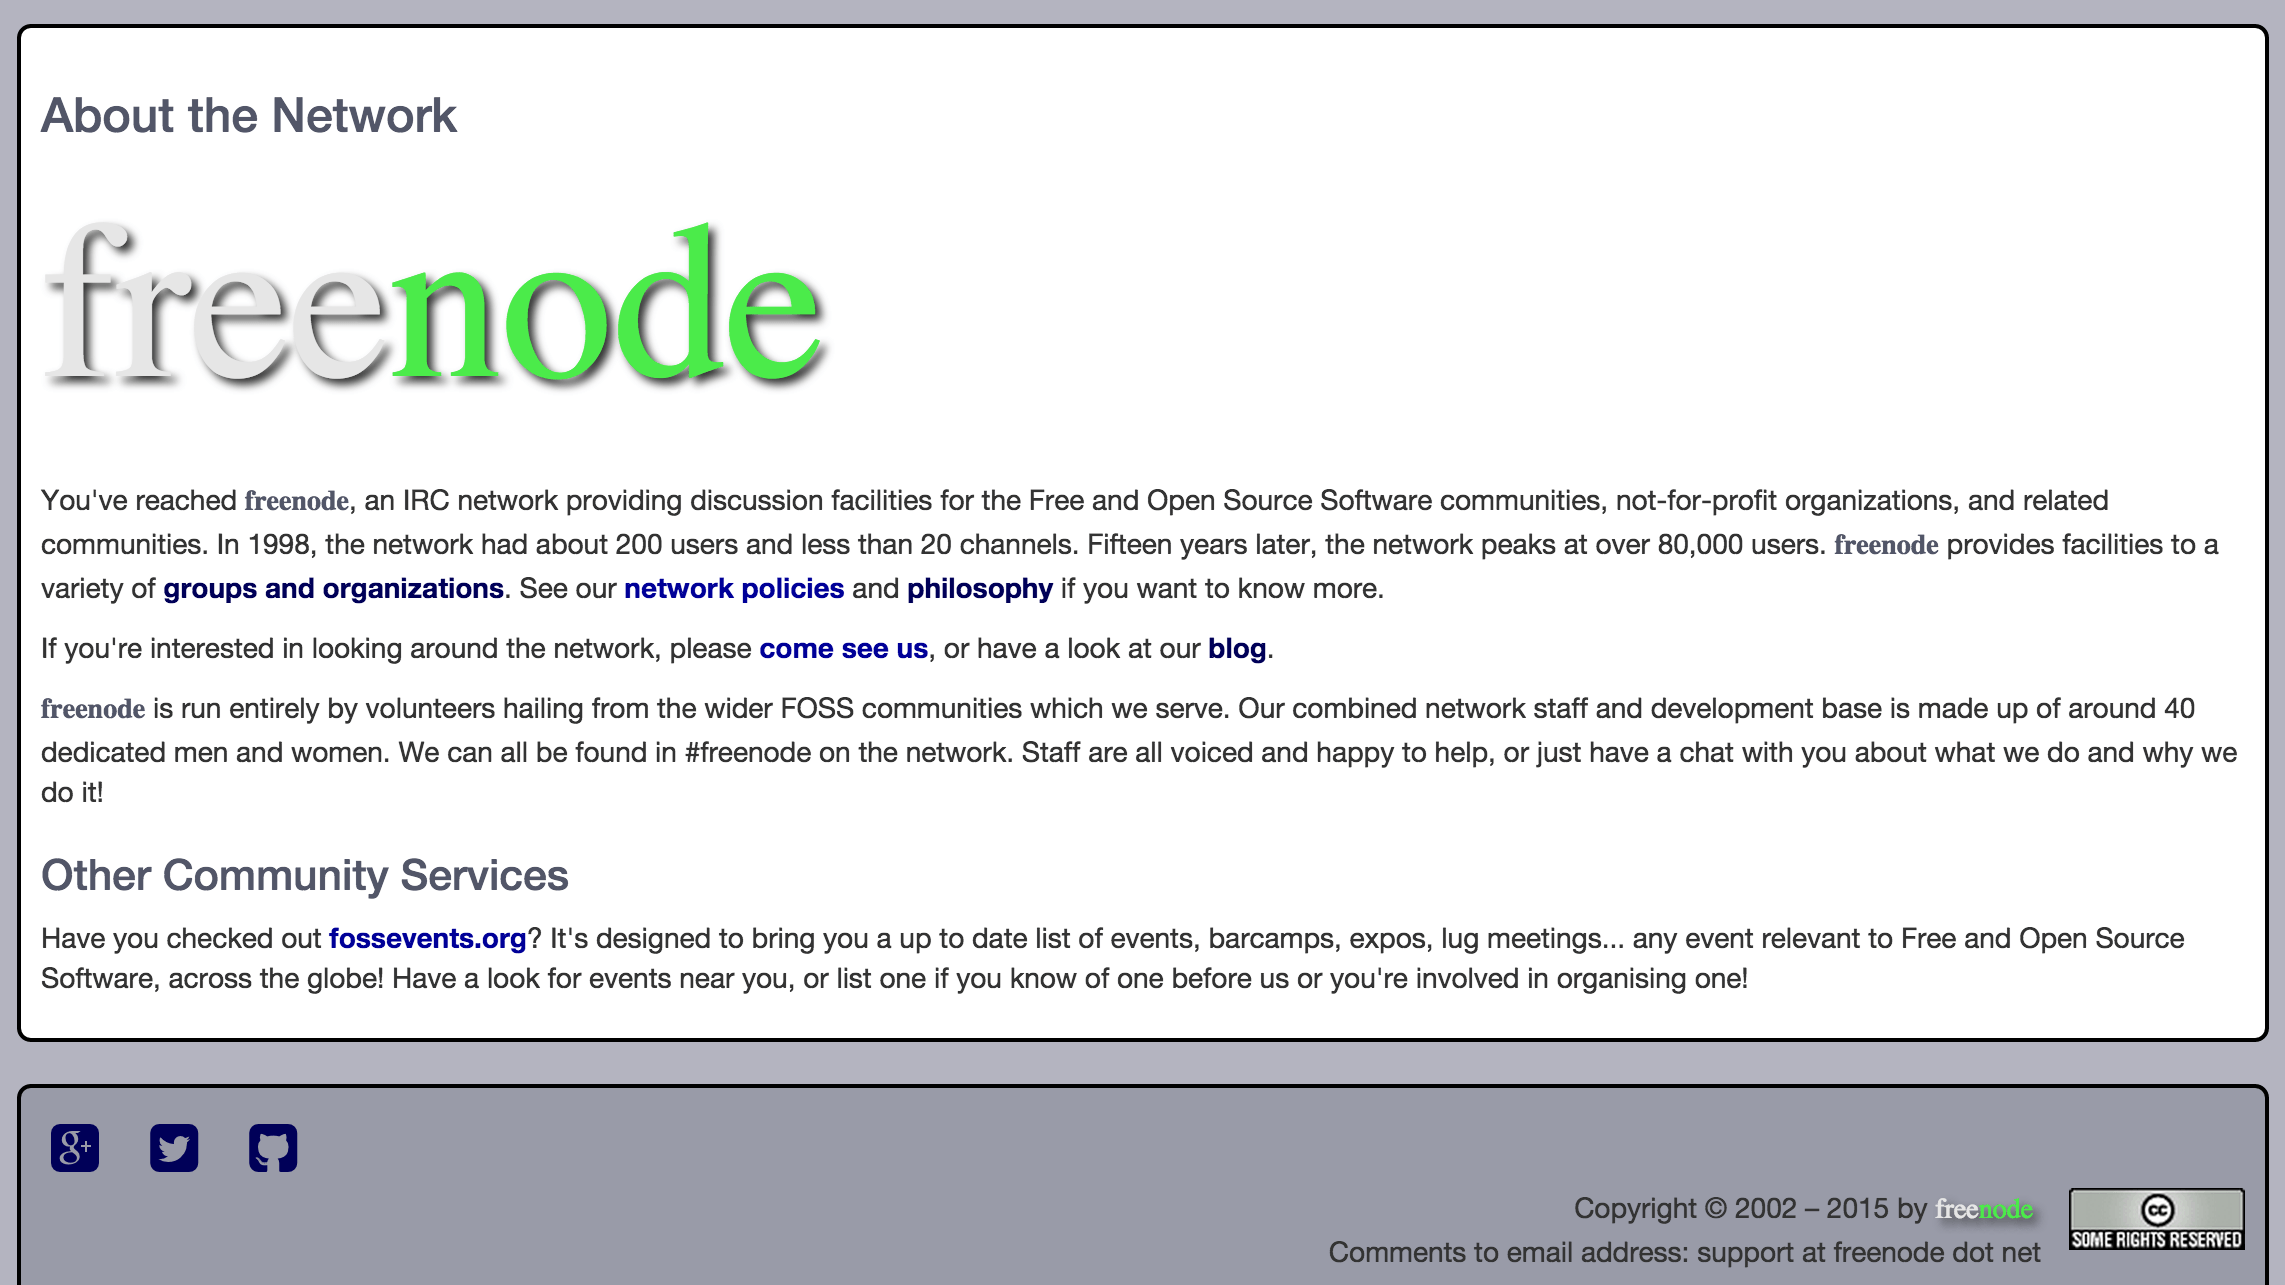 About the Network
freenode
You've reached freenode, an IRC network providing discussion facilities for the Free and Open Source Software communities, not-for-profit organizations, and related
communities. In 1998, the network had about 200 users and less than 20 channels. Fifteen years later, the network peaks at over 80,000 users. freenode provides facilities to a
variety of groups and organizations. See our network policies and philosophy if you want to know more.
If you're interested in looking around the network, please come see us, or have a look at our blog.
freenode is run entirely by volunteers hailing from the wider FOSS communities which we serve. Our combined network staff and development base is made up of around 40
dedicated men and women. We can all be found in #freenode on the network. Staff are all voiced and happy to help, or just have a chat with you about what we do and why we
do it!
Other Community Services
Have you checked out fossevents.org? It's designed to bring you a up to date list of events, barcamps, expos, lug meetings... any event relevant to Free and Open Source
Software, across the globe! Have a look for events near you, or list one if you know of one before us or you're involved in organising one!
g+
Copyright © 2002 – 2015 by freenode
cc
SOME RIGHTS RESERVED
Comments to email address: support at freenode dot net